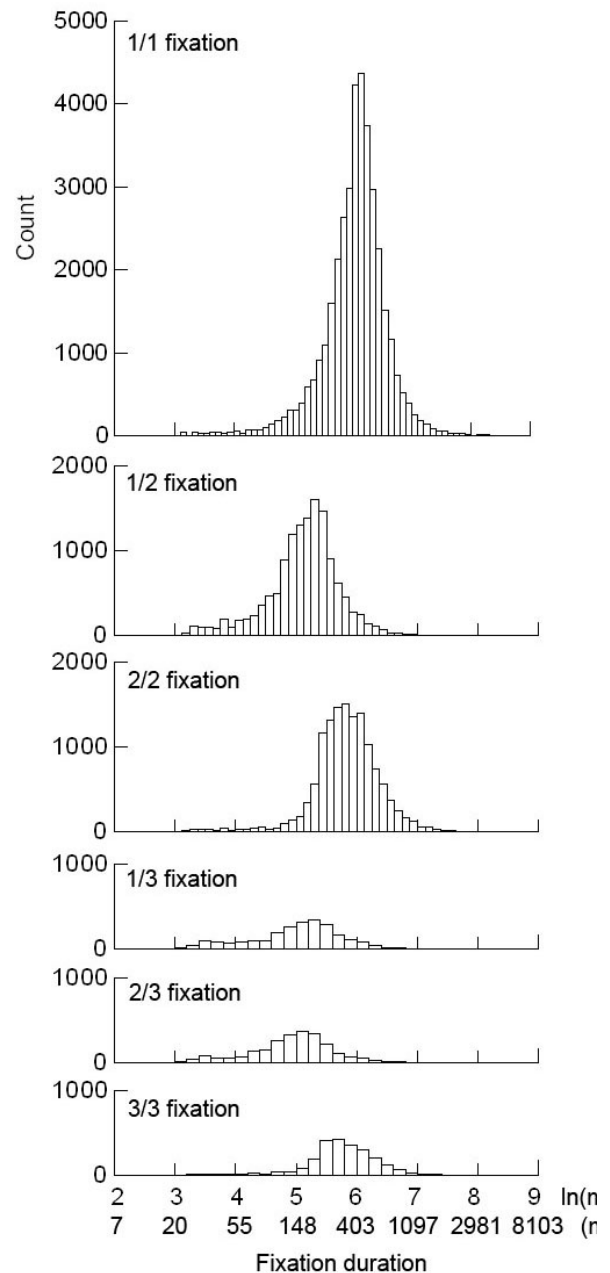 5000
1/1 fixation
4000
3000
Count
2000
1000
0
2000
1/2 fixation
1000
0
2000
2/2 fixation
1000
0
1000
1/3 fixation
0
1000
2/3 fixation
0
1000
3/3 fixation
0
2 3 4 5 6 7 8 9 ln(m
7 20 55 148 403 1097 2981 8103 (m
Fixation duration